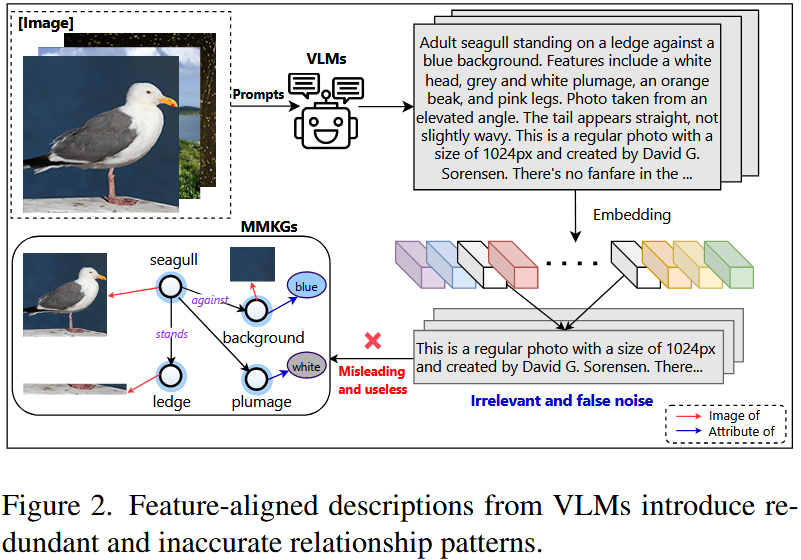 [Image]
Prompts
VLMs
Adult seagull standing on a ledge against a
blue background. Features include a white
head, grey and white plumage, an orange
beak, and pink legs. Photo taken from an
elevated angle. The tail appears straight, not
slightly wavy. This is a regular photo with a
size of 1024px and created by David G.
Sorensen. There's no fanfare in the ...
Embedding
MMKGs
seagull
against
blue
background
stands
white
ledge
plumage
This is a regular photo with a size of 1024px
and created by David G. Sorensen. There...
Misleading
and useless
Irrelevant and false noise
Image of
Attribute of
Figure 2. Feature-aligned descriptions from VLMs introduce re-
dundant and inaccurate relationship patterns.